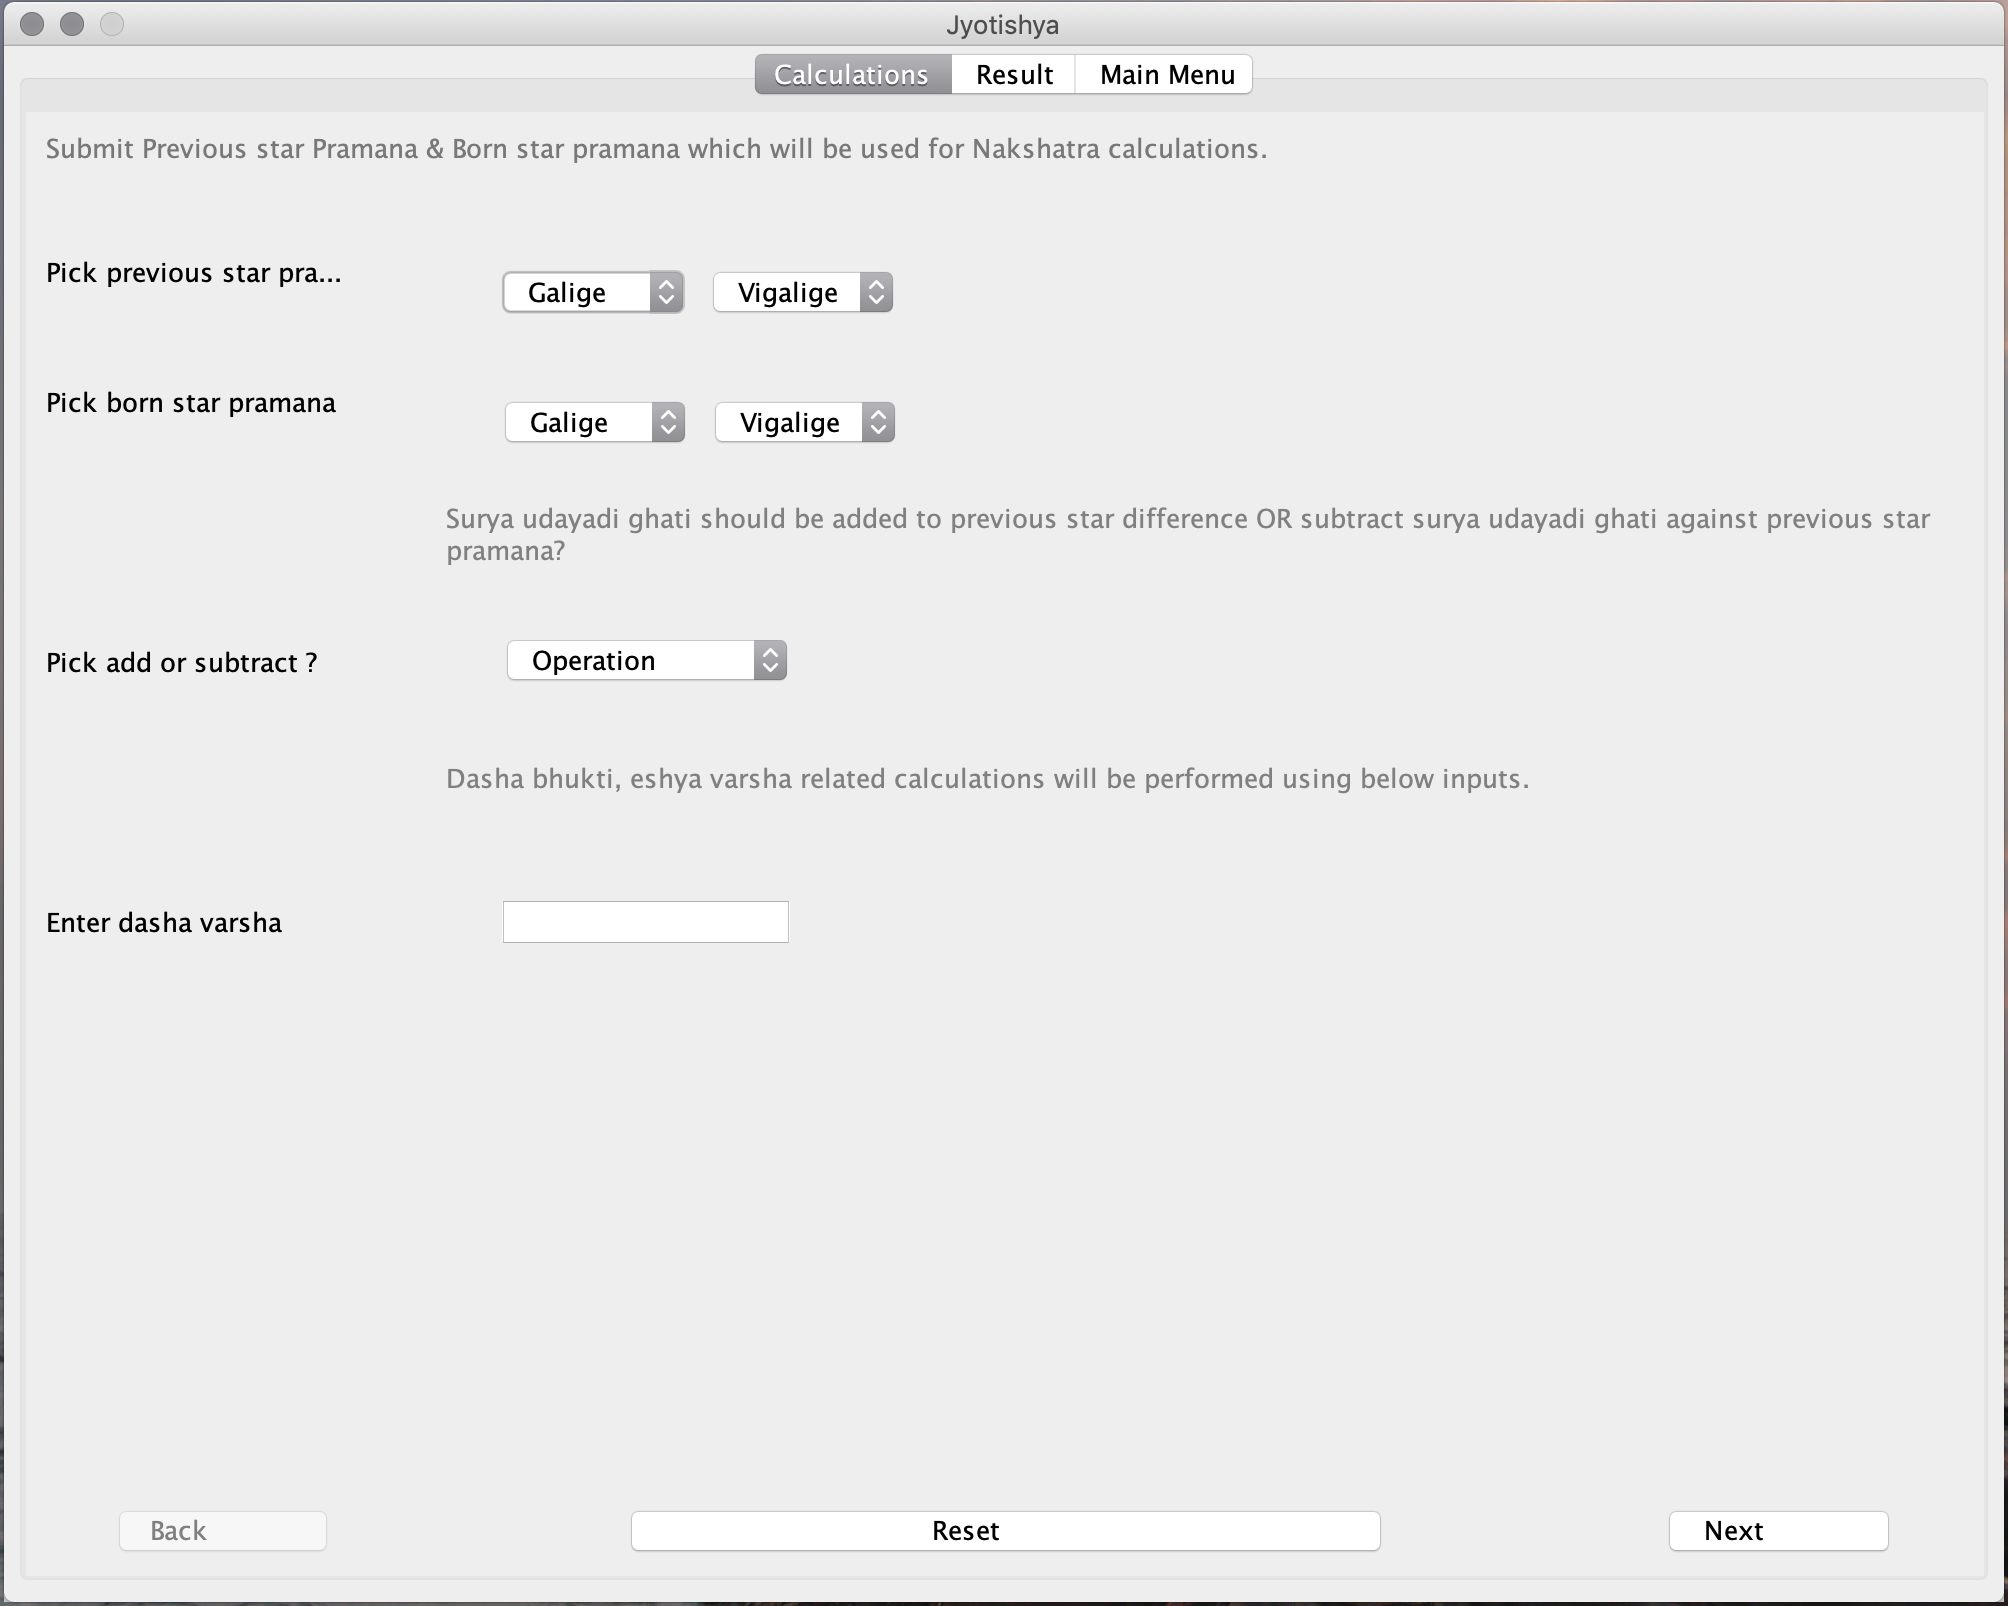 Jyotishya
Calculations Result Main Menu
Submit Previous star Pramana & Born star pramana which will be used for Nakshatra calculations.
Pick previous star pra... Galige Vigalige
Pick born star pramana Galige Vigalige
Surya udayadi ghati should be added to previous star difference OR subtract surya udayadi ghati against previous star
pramana?
Pick add or subtract ? Operation
Dasha bhukti, eshya varsha related calculations will be performed using below inputs.
Enter dasha varsha
Back Reset Next